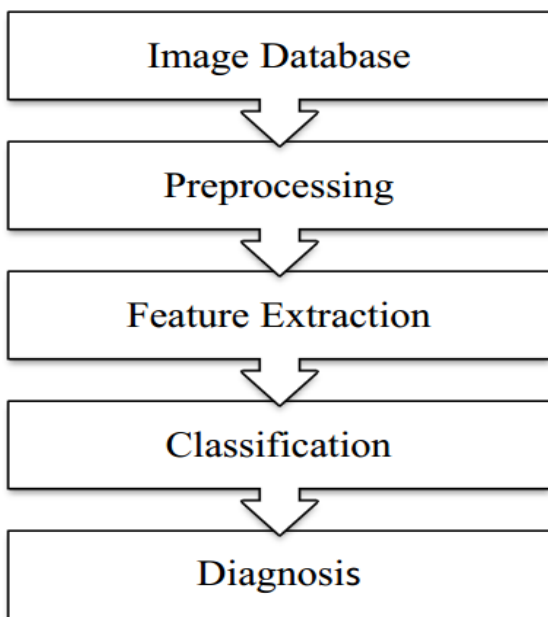 Image Database
Preprocessing
Feature Extraction
Classification
Diagnosis